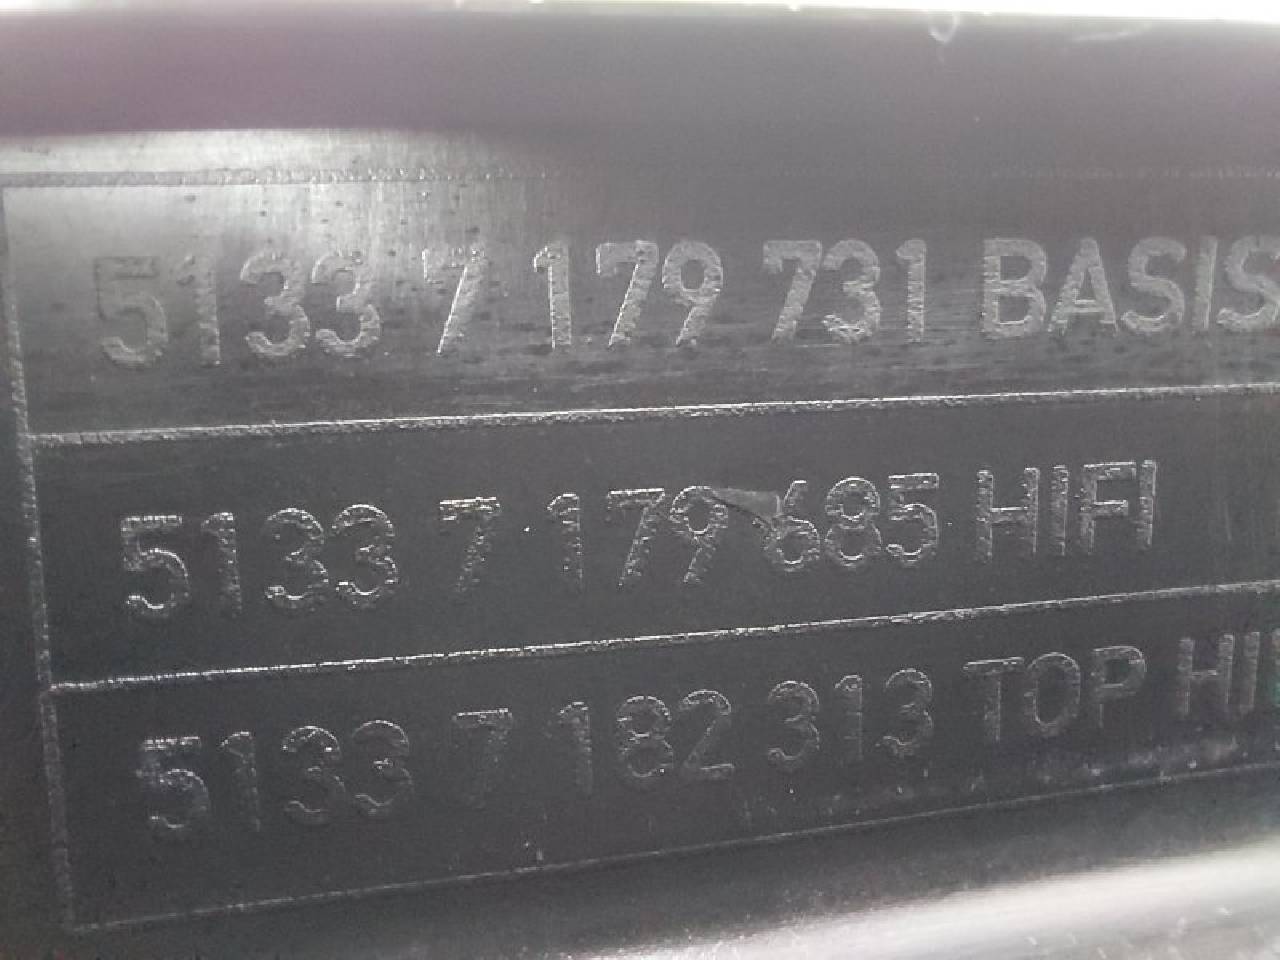 5133 7 179 731 BASIS
5133 7 179 685 HIFI
5133 7 182 313 TOP